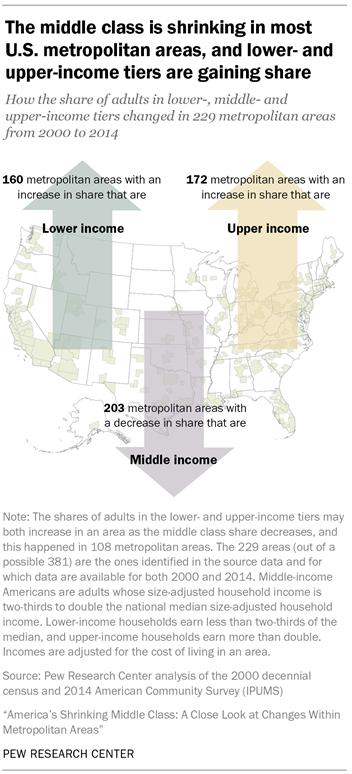 The middle class is shrinking in most
U.S. metropolitan areas, and lower- and
upper-income tiers are gaining share
How the share of adults in lower-, middle- and
upper-income tiers changed in 229 metropolitan areas
from 2000 to 2014
160 metropolitan areas with an
increase in share that are
Lower income
172 metropolitan areas with an
increase in share that are
Upper income
203 metropolitan areas with
a decrease in share that are
Middle income
Note: The shares of adults in the lower- and upper-income tiers may
both increase in an area as the middle class share decreases, and
this happened in 108 metropolitan areas. The 229 areas (out of a
possible 381) are the ones identified in the source data and for
which data are available for both 2000 and 2014. Middle-income
Americans are adults whose size-adjusted household income is
two-thirds to double the national median size-adjusted household
income. Lower-income households earn less than two-thirds of the
median, and upper-income households earn more than double.
Incomes are adjusted for the cost of living in an area.
Source: Pew Research Center analysis of the 2000 decennial
census and 2014 American Community Survey (IPUMS)
“America’s Shrinking Middle Class: A Close Look at Changes Within
Metropolitan Areas”
PEW RESEARCH CENTER